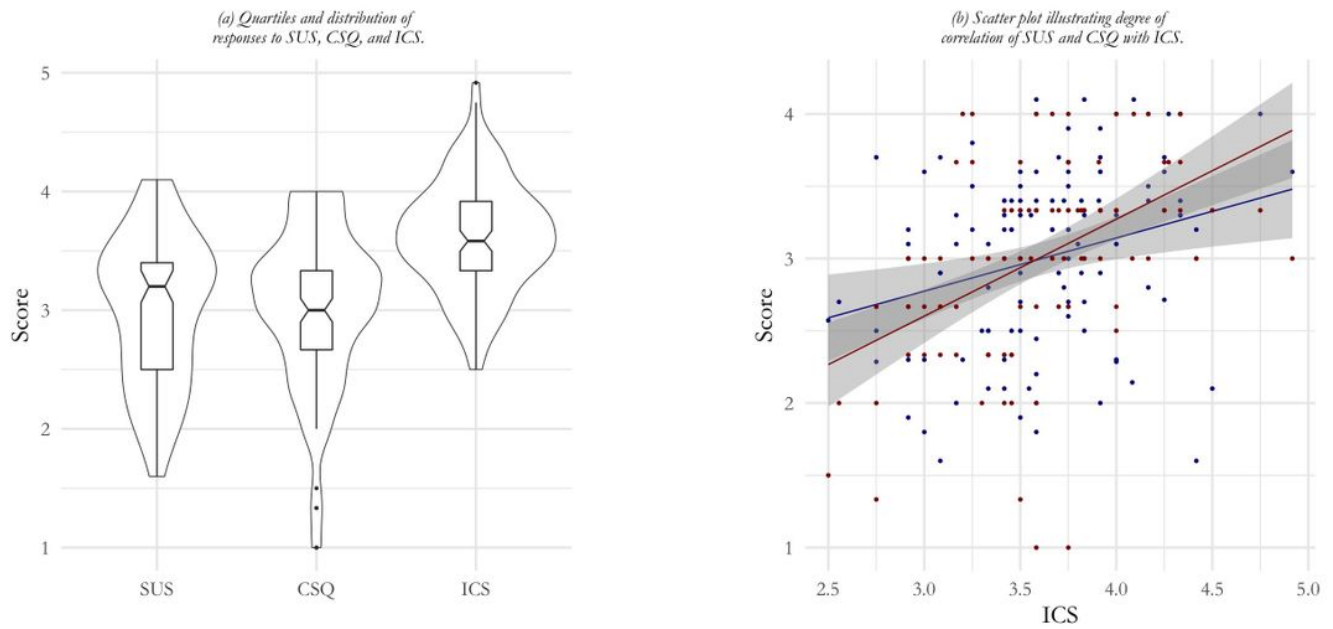 (a) Quartiles and distribution of
responses to SUS, CSQ, and ICS.
5
4
3
2
1
Score
SUS CSQ ICS
(b) Scatter plot illustrating degree of
correlation of SUS and CSQ with ICS.
4
3
2
1
Score
2.5 3.0 3.5 4.0 4.5 5.0
ICS